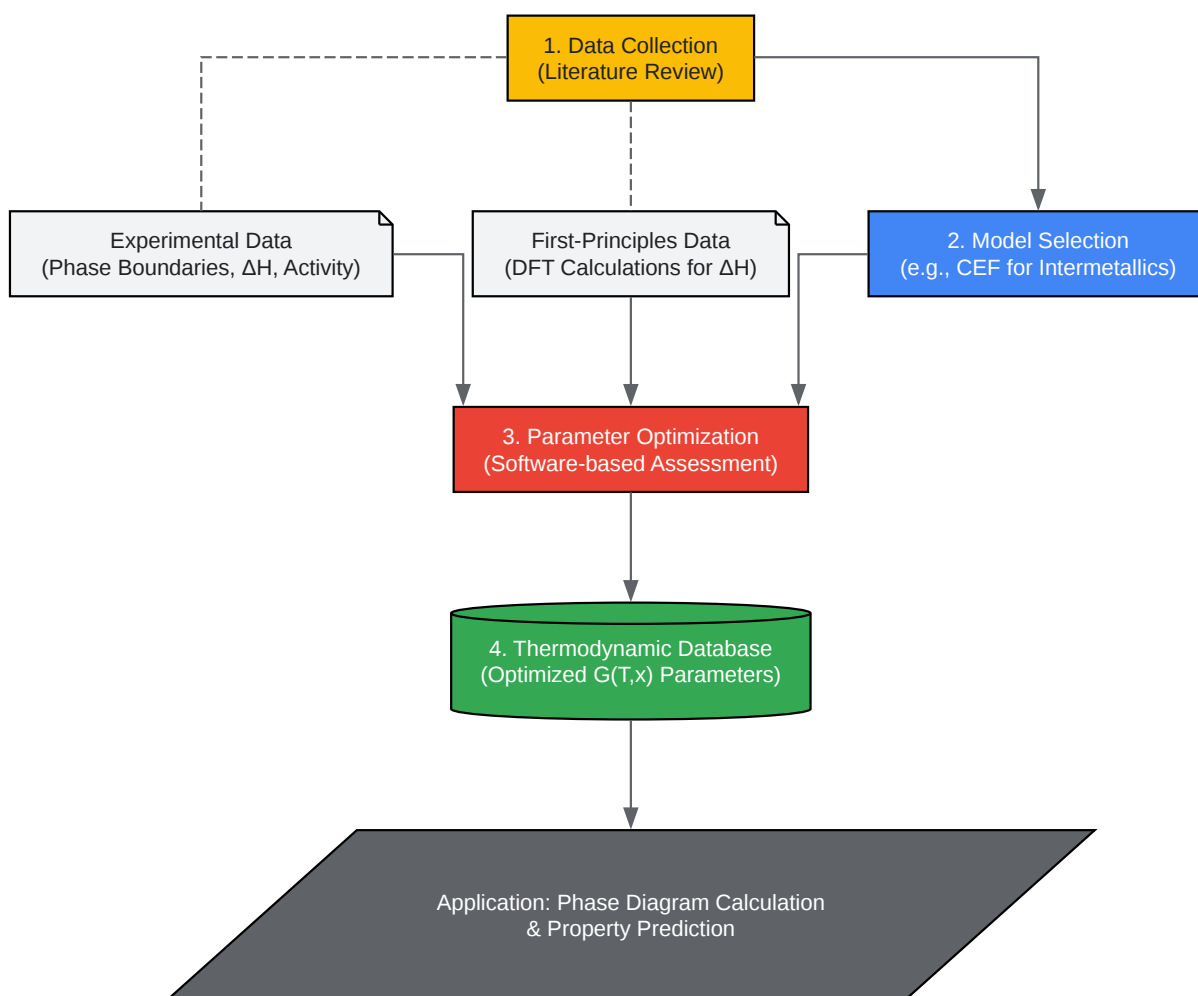 1. Data Collection
(Literature Review)
Experimental Data
(Phase Boundaries, ΔH, Activity)
First-Principles Data
(DFT Calculations for ΔH)
2. Model Selection
(e.g., CEF for Intermetallics)
3. Parameter Optimization
(Software-based Assessment)
4. Thermodynamic Database
(Optimized G(T,x) Parameters)
Application: Phase Diagram Calculation
& Property Prediction